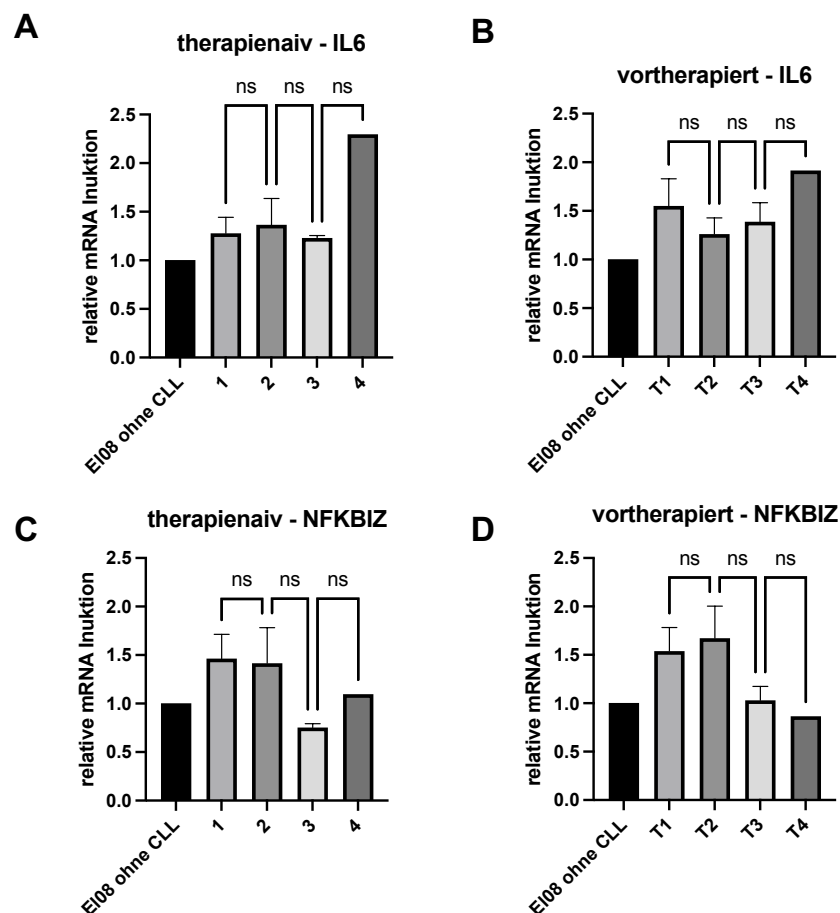 A
therapienaiv - IL6
ns ns ns
relative mRNA Inuktion
2.5
2.0
1.5
1.0
0.5
0.0
EI08 ohne CLL
1
2
3
4
B
vortherapiert - IL6
ns ns ns
relative mRNA Inuktion
2.5
2.0
1.5
1.0
0.5
0.0
EI08 ohne CLL
T1
T2
T3
T4
C
therapienaiv - NFKBIZ
ns ns ns
relative mRNA Inuktion
2.5
2.0
1.5
1.0
0.5
0.0
EI08 ohne CLL
1
2
3
4
D
vortherapiert - NFKBIZ
ns ns ns
relative mRNA Inuktion
2.5
2.0
1.5
1.0
0.5
0.0
EI08 ohne CLL
T1
T2
T3
T4